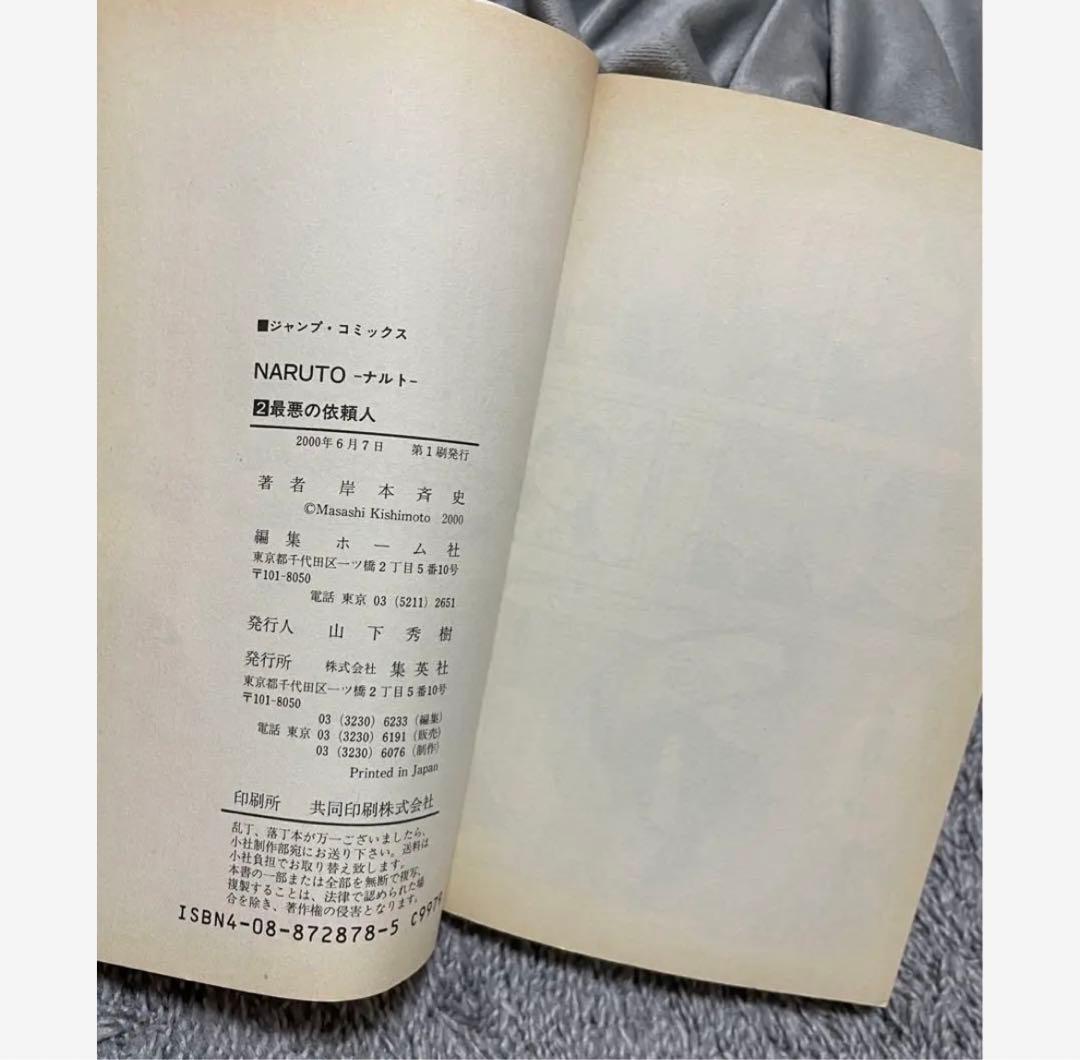 ■ジャンプ・コミックス
NARUTO -ナルト-
2最悪の依頼人
2000年6月7日 第1刷発行
著者 岸本斉史
©Masashi Kishimoto 2000
編集 ホーム社
東京都千代田区一ツ橋2丁目5番10号
〒101-8050
電話 東京 03 (5211) 2651
発行人 山下秀樹
発行所 株式会社 集英社
東京都千代田区一ツ橋2丁目5番10号
〒101-8050
03 (3230) 6233 (編集)
電話 東京 03 (3230) 6191 (販売)
03 (3230) 6076 (制作)
Printed in Japan
印刷所 共同印刷株式会社
乱丁、落丁本が万一ございましたら、
小社制作部宛にお送り下さい。送料は
小社負担でお取り替え致します。
本書の一部または全部を無断で複写、
複製することは、法律で認められた場
合を除き、著作権の侵害となります。
ISBN4-08-872878-5 C9979